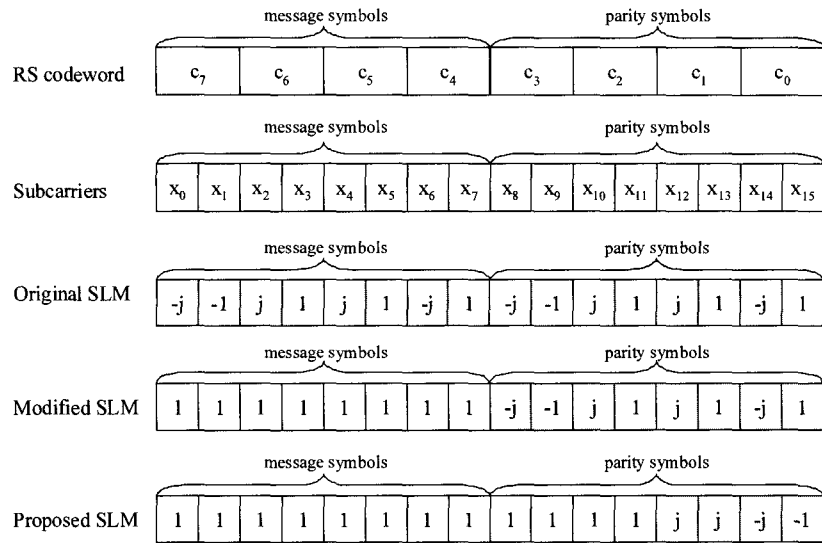 message symbols parity symbols
RS codeword c7 c6 c5 c4 c3 c2 c1 c0
message symbols parity symbols
Subcarriers x0 x1 x2 x3 x4 x5 x6 x7 x8 x9 x10 x11 x12 x13 x14 x15
message symbols parity symbols
Original SLM -j -1 j 1 j 1 -j 1 -j -1 j 1 j 1 -j 1
message symbols parity symbols
Modified SLM 1 1 1 1 1 1 1 1 -j -1 j 1 j 1 -j 1
message symbols parity symbols
Proposed SLM 1 1 1 1 1 1 1 1 1 1 1 1 j j -j -1